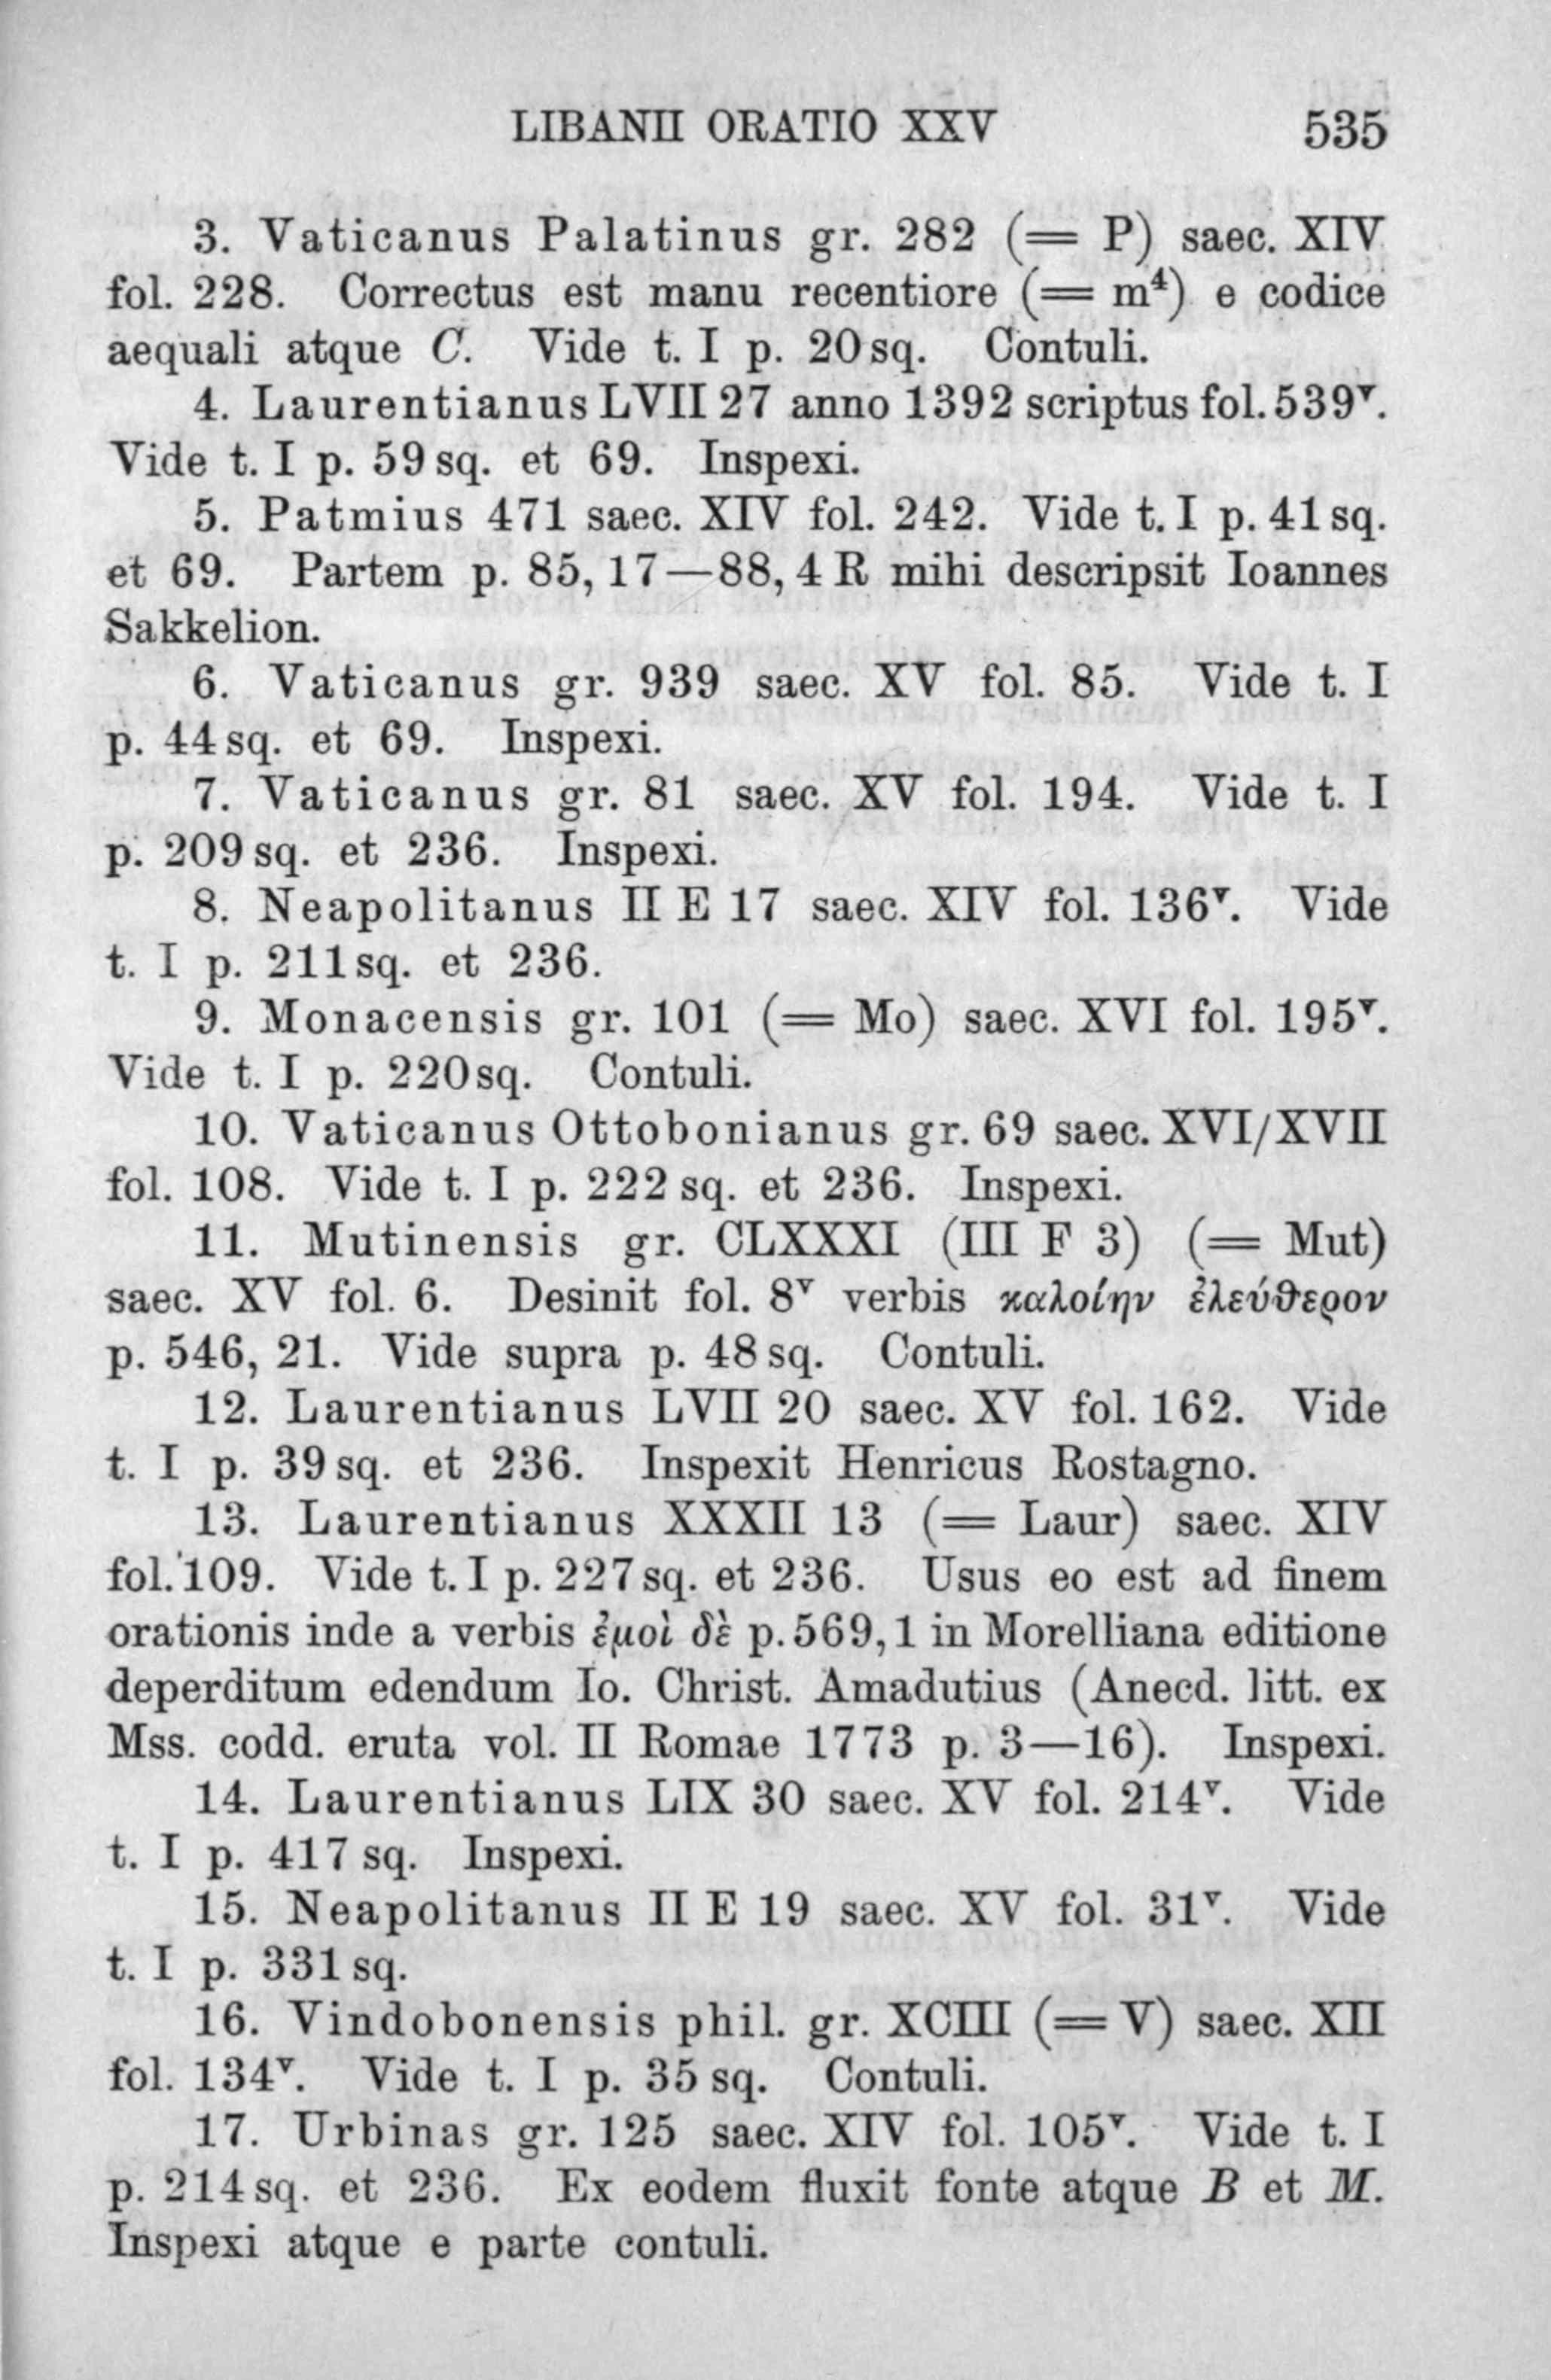 LIBANII ORATIO XXV 535
3. Vaticanus Palatinus gr. 282 (= P) saec. XIV
fol. 228. Correctus est manu recentiore (= m⁴) e codice
aequali atque C. Vide t. I p. 20 sq. Contuli.
4. Laurentianus LVII 27 anno 1392 scriptus fol. 539ᵛ.
Vide t. I p. 59 sq. et 69. Inspexi.
5. Patmius 471 saec. XIV fol. 242. Vide t. I p. 41 sq.
et 69. Partem p. 85, 17—88, 4 R mihi descripsit Ioannes
Sakkelion.
6. Vaticanus gr. 939 saec. XV fol. 85. Vide t. I
p. 44 sq. et 69. Inspexi.
7. Vaticanus gr. 81 saec. XV fol. 194. Vide t. I
p. 209 sq. et 236. Inspexi.
8. Neapolitanus II E 17 saec. XIV fol. 136ᵛ. Vide
t. I p. 211 sq. et 236.
9. Monacensis gr. 101 (= Mo) saec. XVI fol. 195ᵛ.
Vide t. I p. 220 sq. Contuli.
10. Vaticanus Ottobonianus gr. 69 saec. XVI/XVII
fol. 108. Vide t. I p. 222 sq. et 236. Inspexi.
11. Mutinensis gr. CLXXXI (III F 3) (= Mut)
saec. XV fol. 6. Desinit fol. 8ᵛ verbis καλοίην ἐλεύθερον
p. 546, 21. Vide supra p. 48 sq. Contuli.
12. Laurentianus LVII 20 saec. XV fol. 162. Vide
t. I p. 39 sq. et 236. Inspexit Henricus Rostagno.
13. Laurentianus XXXII 13 (= Laur) saec. XIV
fol. 109. Vide t. I p. 227 sq. et 236. Usus eo est ad finem
orationis inde a verbis ἐμοὶ δὲ p. 569, 1 in Morelliana editione
deperditum edendum Io. Christ. Amadutius (Anecd. litt. ex
Mss. codd. eruta vol. II Romae 1773 p. 3—16). Inspexi.
14. Laurentianus LIX 30 saec. XV fol. 214ᵛ. Vide
t. I p. 417 sq. Inspexi.
15. Neapolitanus II E 19 saec. XV fol. 31ᵛ. Vide
t. I p. 331 sq.
16. Vindobonensis phil. gr. XCIII (= V) saec. XII
fol. 134ᵛ. Vide t. I p. 35 sq. Contuli.
17. Urbinas gr. 125 saec. XIV fol. 105ᵛ. Vide t. I
p. 214 sq. et 236. Ex eodem fluxit fonte atque B et M.
Inspexi atque e parte contuli.